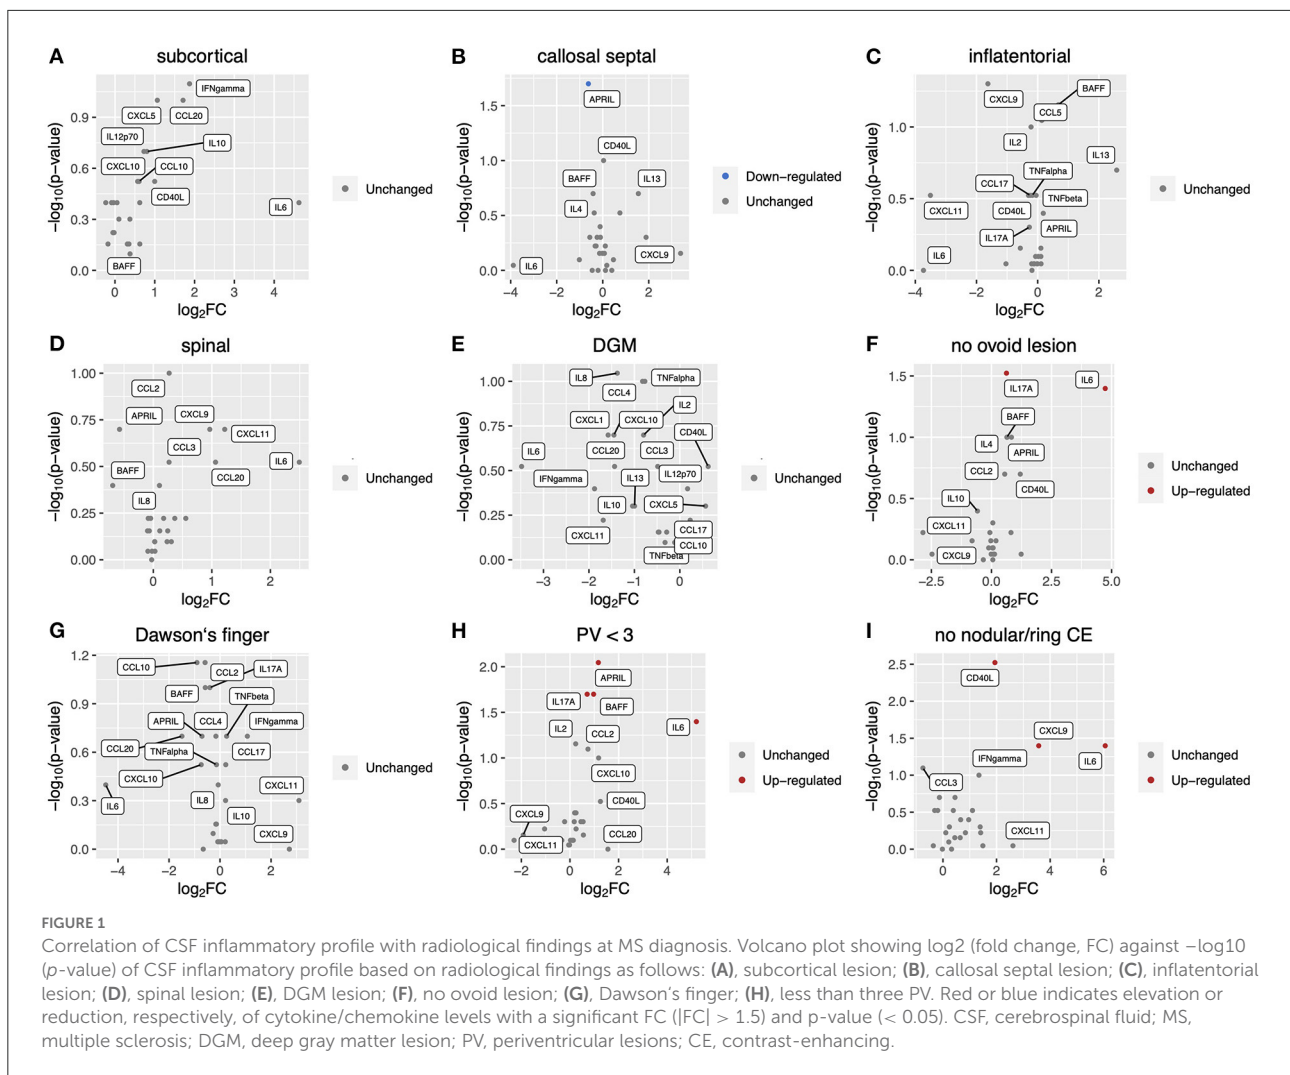 A
subcortical
IFNgamma
CXCL5
CCL20
IL12p70
IL10
CXCL10
CCL10
CD40L
IL6
BAFF
0.9
0.6
0.3
0.0
0
1
2
3
4
−log10(p−value)
log2FC
Unchanged
B
callosal septal
APRIL
CD40L
BAFF
IL13
IL4
CXCL9
IL6
1.5
1.0
0.5
0.0
−4
−2
0
2
−log10(p−value)
log2FC
Down−regulated
Unchanged
C
inflatentorial
BAFF
CXCL9
CCL5
IL2
IL13
TNFalpha
CCL17
TNFbeta
CXCL11
CD40L
APRIL
IL17A
IL6
1.0
0.5
0.0
−2
0
2
−log10(p−value)
log2FC
Unchanged
D
spinal
CCL2
APRIL
CXCL9
CXCL11
CCL3
IL6
BAFF
CCL20
IL8
1.00
0.75
0.50
0.25
0.00
0
1
2
−log10(p−value)
log2FC
Unchanged
E
DGM
IL8
TNFalpha
CCL4
IL2
CXCL1
CXCL10
CD40L
IL6
CCL20
CCL3
IFNgamma
IL13
IL12p70
IL10
CXCL5
CXCL11
CCL17
CCL10
TNFbeta
1.00
0.75
0.50
0.25
0.00
−3
−2
−1
0
−log10(p−value)
log2FC
Unchanged
F
no ovoid lesion
IL17A
IL6
BAFF
IL4
APRIL
CCL2
CD40L
IL10
CXCL11
CXCL9
1.5
1.0
0.5
0.0
−2.5
0.0
2.5
5.0
−log10(p−value)
log2FC
Unchanged
Up−regulated
G
Dawson‘s finger
CCL10
CCL2
IL17A
BAFF
TNFbeta
APRIL
CCL4
IFNgamma
CCL20
TNFalpha
CCL17
CXCL10
CXCL11
IL6
IL8
IL10
CXCL9
1.2
0.9
0.6
0.3
0.0
−4
−2
0
2
−log10(p−value)
log2FC
Unchanged
H
PV < 3
APRIL
IL17A
BAFF
IL6
IL2
CCL2
CXCL10
CD40L
CXCL9
CCL20
CXCL11
2.0
1.5
1.0
0.5
0.0
−2
0
2
4
−log10(p−value)
log2FC
Unchanged
Up−regulated
I
no nodular/ring CE
CD40L
CXCL9
IFNgamma
IL6
CCL3
CXCL11
2.5
2.0
1.5
1.0
0.5
0.0
0
2
4
6
−log10(p−value)
log2FC
Unchanged
Up−regulated
FIGURE 1
Correlation of CSF inflammatory profile with radiological findings at MS diagnosis. Volcano plot showing log2 (fold change, FC) against −log10
(p-value) of CSF inflammatory profile based on radiological findings as follows: (A), subcortical lesion; (B), callosal septal lesion; (C), inflatentorial
lesion; (D), spinal lesion; (E), DGM lesion; (F), no ovoid lesion; (G), Dawson‘s finger; (H), less than three PV. Red or blue indicates elevation or
reduction, respectively, of cytokine/chemokine levels with a significant FC (|FC| > 1.5) and p-value (< 0.05). CSF, cerebrospinal fluid; MS,
multiple sclerosis; DGM, deep gray matter lesion; PV, periventricular lesions; CE, contrast-enhancing.